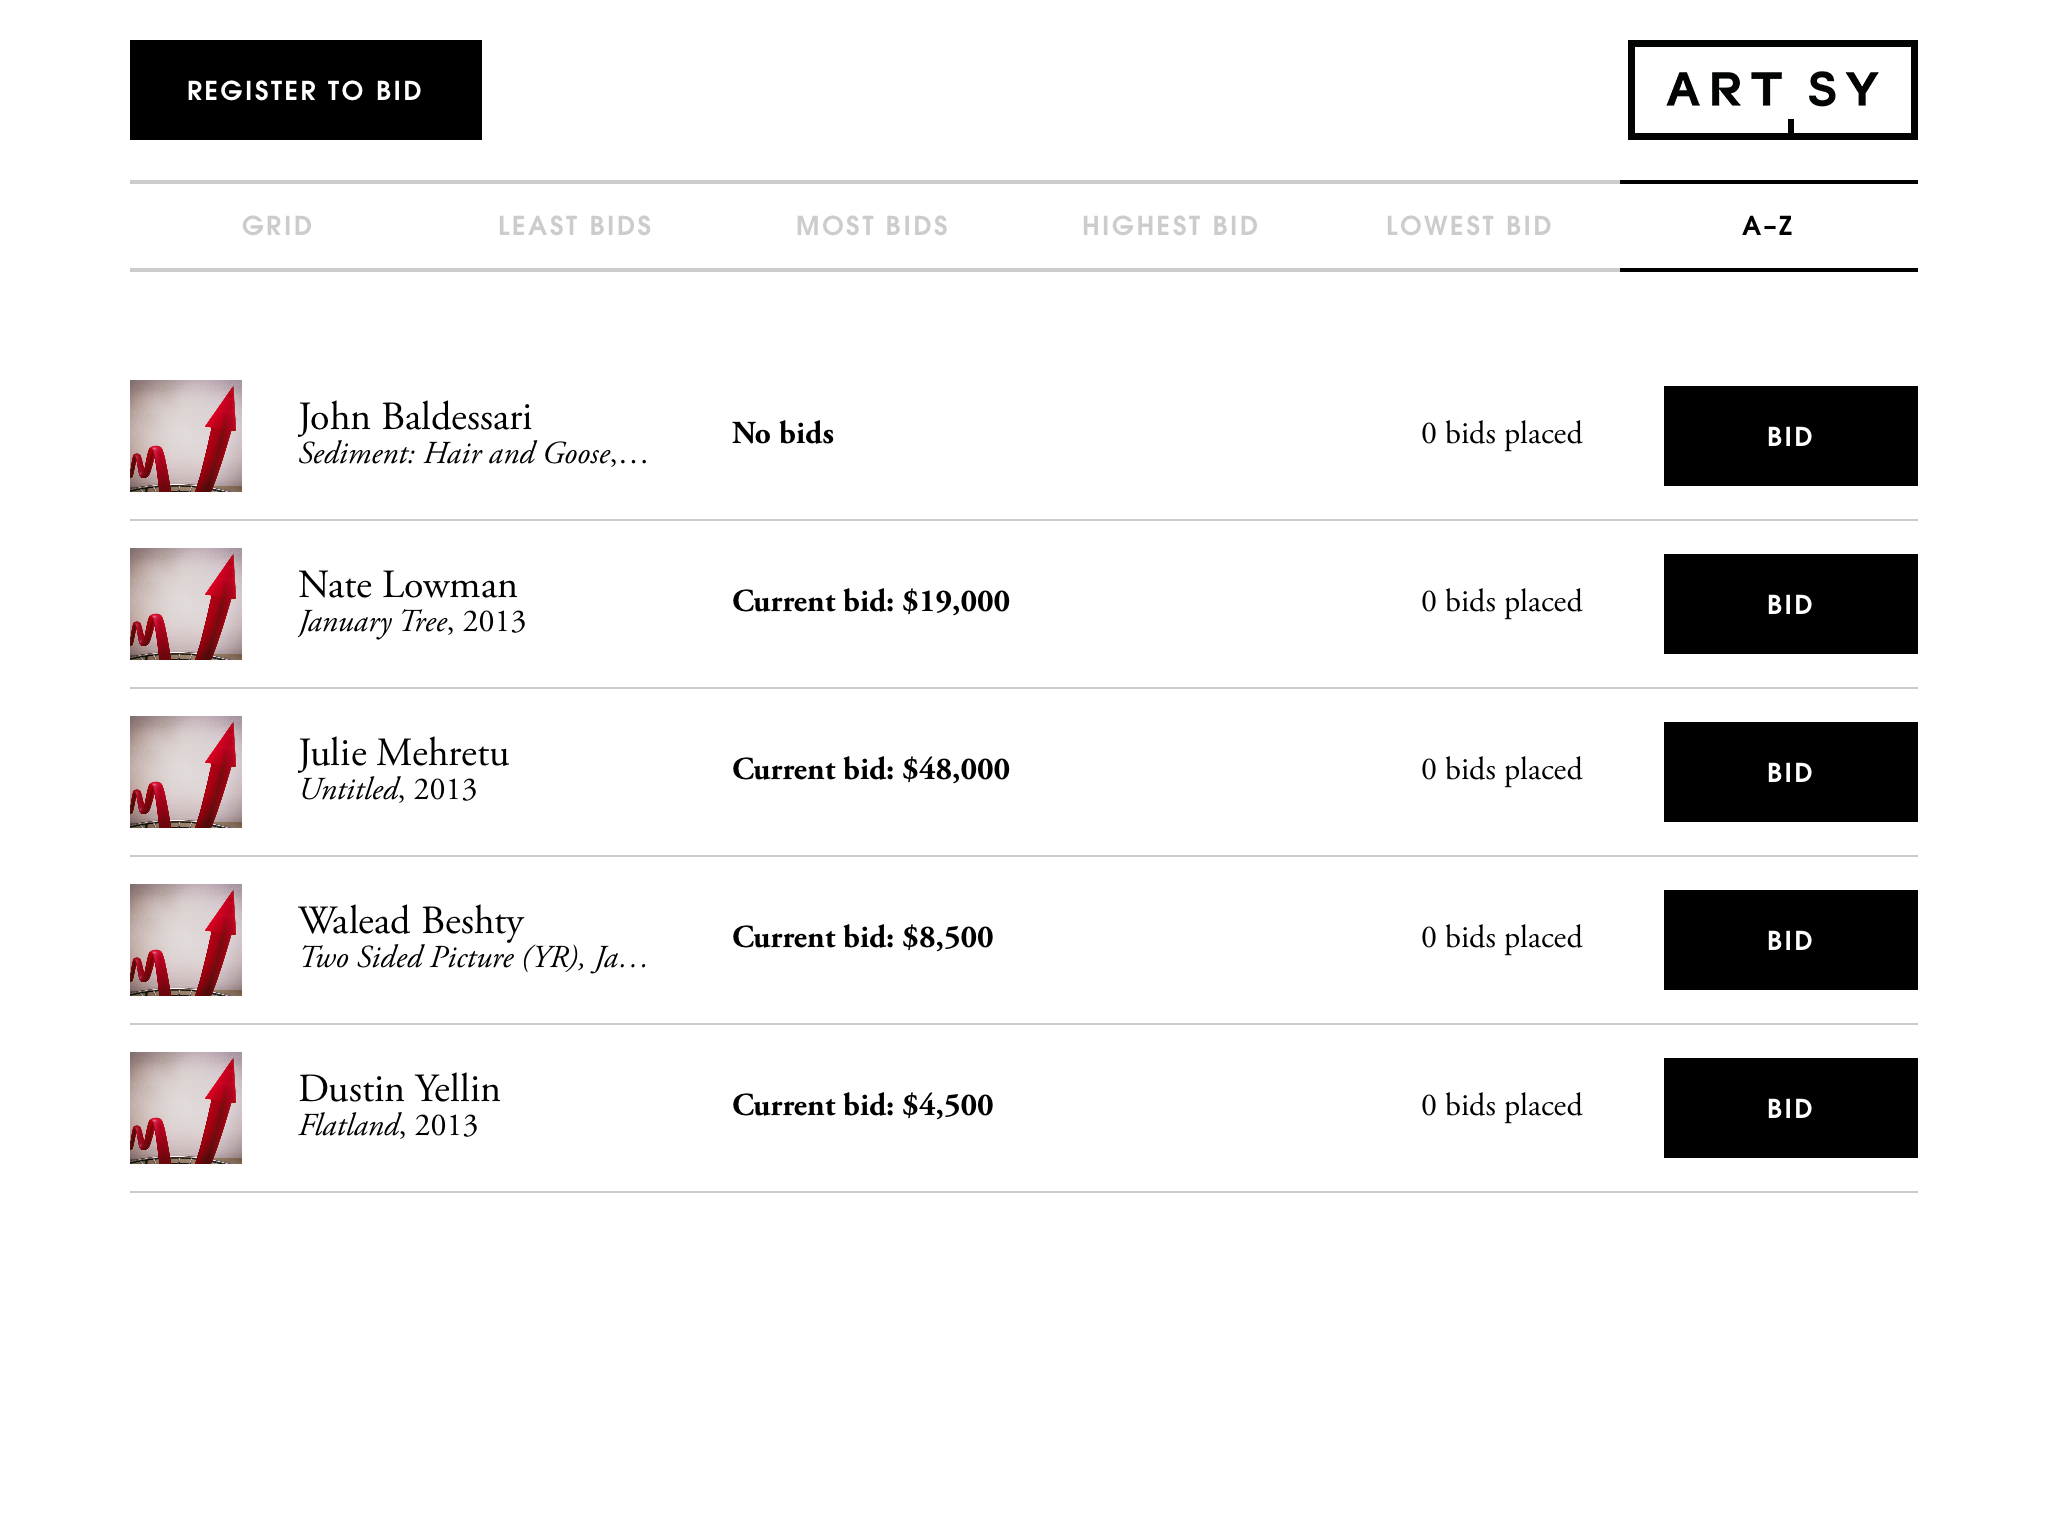 REGISTER TO BID
ARTSY
GRID
LEAST BIDS
MOST BIDS
HIGHEST BID
LOWEST BID
A–Z
John Baldessari
Sediment: Hair and Goose,…
No bids
0 bids placed
BID
Nate Lowman
January Tree, 2013
Current bid: $19,000
0 bids placed
BID
Julie Mehretu
Untitled, 2013
Current bid: $48,000
0 bids placed
BID
Walead Beshty
Two Sided Picture (YR), Ja…
Current bid: $8,500
0 bids placed
BID
Dustin Yellin
Flatland, 2013
Current bid: $4,500
0 bids placed
BID